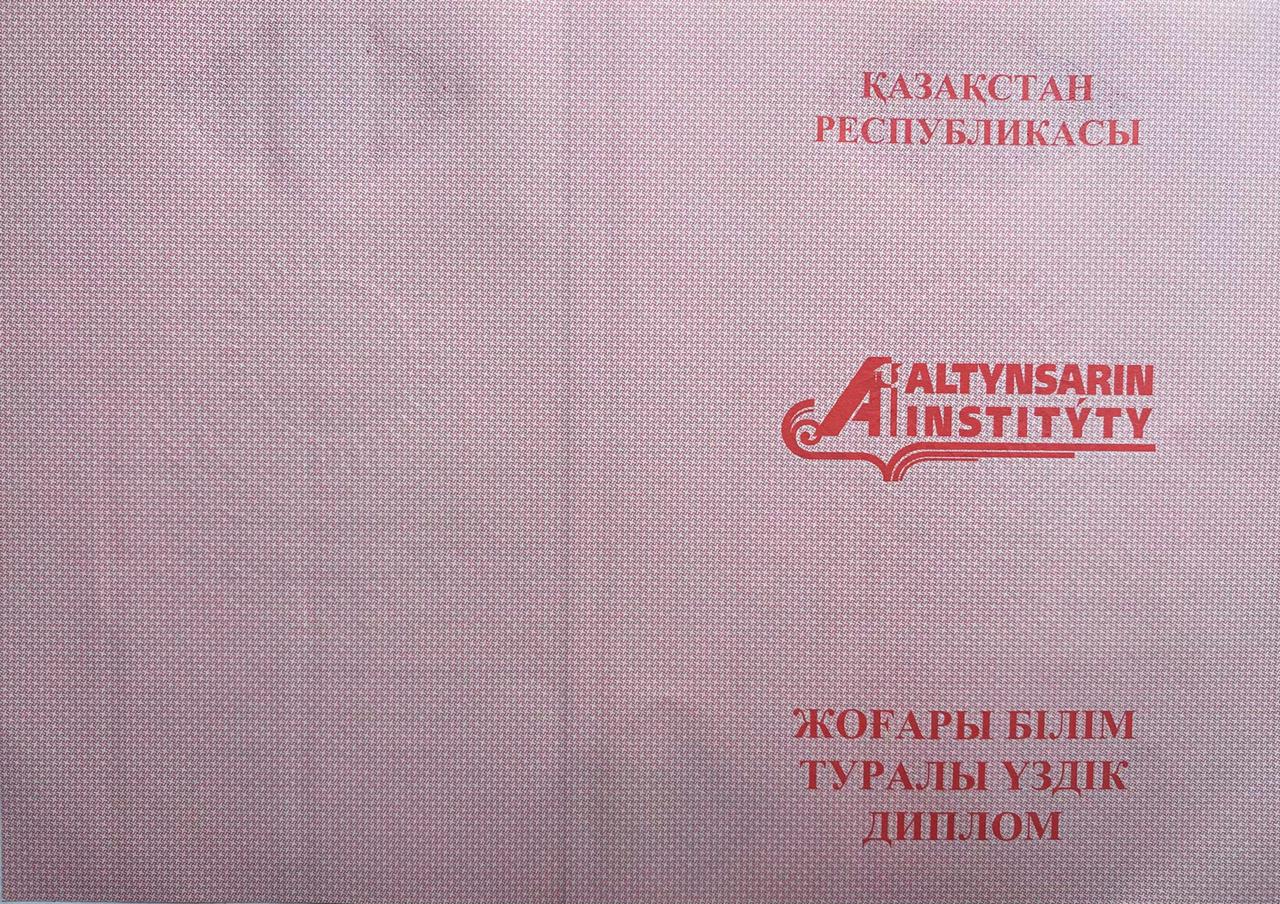 ҚАЗАҚСТАН
РЕСПУБЛИКАСЫ
ALTYNSARIN
INSTITÝTY
ЖОҒАРЫ БІЛІМ
ТУРАЛЫ ҮЗДІК
ДИПЛОМ